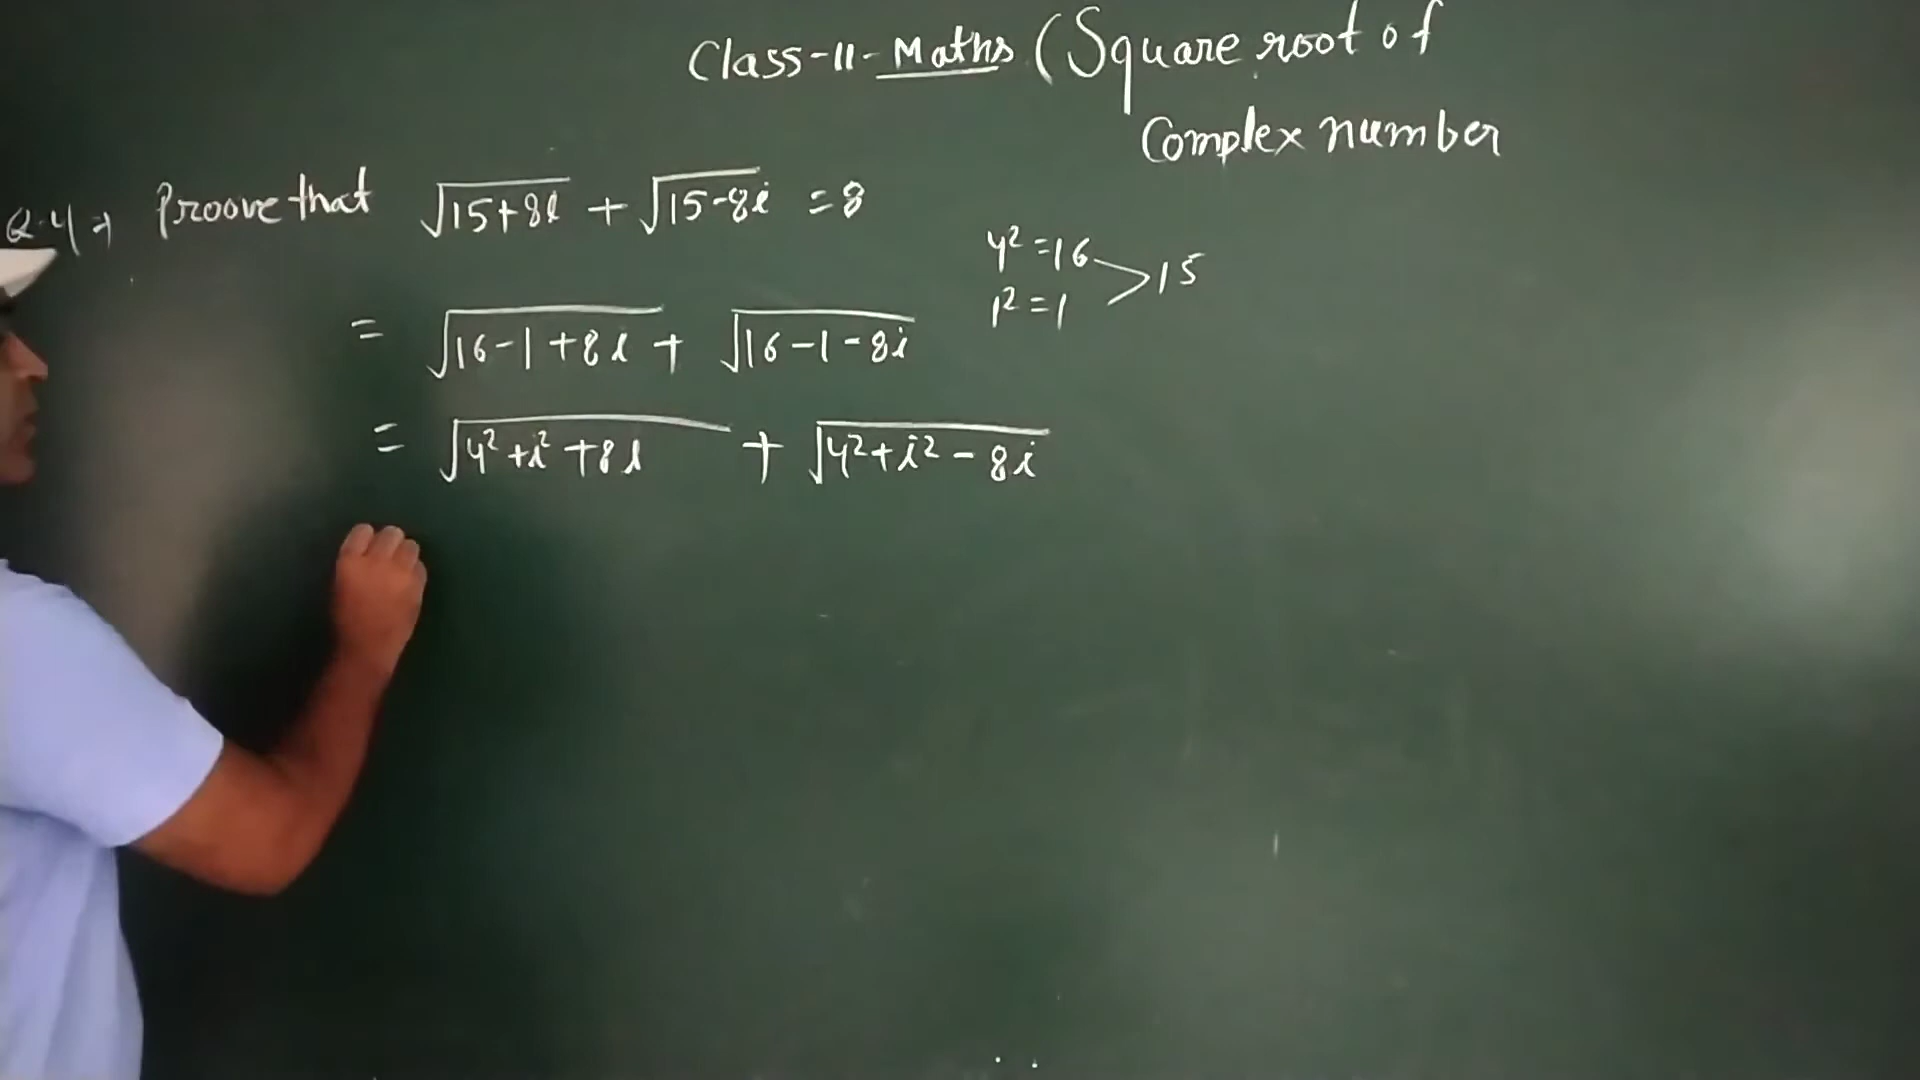 Class-11-Maths (Square root of
Complex number
Q.4→ Proove that √15+8i + √15-8i = 8
4² = 16
1² = 1 >15
= √16-1+8i + √16-1-8i
= √4²+i²+8i + √4²+i²-8i